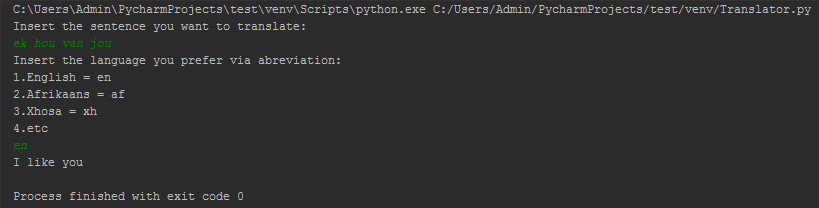 C:\Users\Admin\PycharmProjects\test\venv\Scripts\python.exe C:/Users/Admin/PycharmProjects/test/venv/Translator.py
Insert the sentence you want to translate:
ek hou van jou
Insert the language you prefer via abreviation:
1.English = en
2.Afrikaans = af
3.Xhosa = xh
4.etc
en
I like you
Process finished with exit code 0